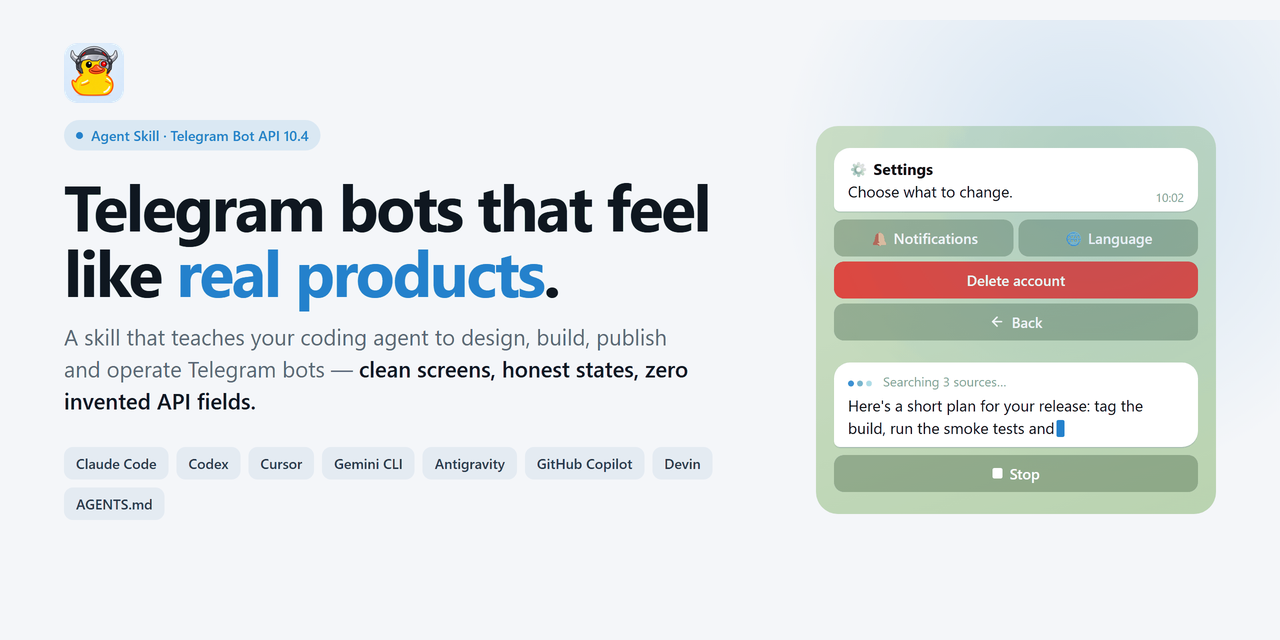 Agent Skill · Telegram Bot API 10.4
Telegram bots that feel
like real products.
A skill that teaches your coding agent to design, build, publish
and operate Telegram bots — clean screens, honest states, zero
invented API fields.
Claude Code
Codex
Cursor
Gemini CLI
Antigravity
GitHub Copilot
Devin
AGENTS.md
Settings
Choose what to change.
10:02
Notifications
Language
Delete account
← Back
Searching 3 sources...
Here's a short plan for your release: tag the
build, run the smoke tests and
Stop